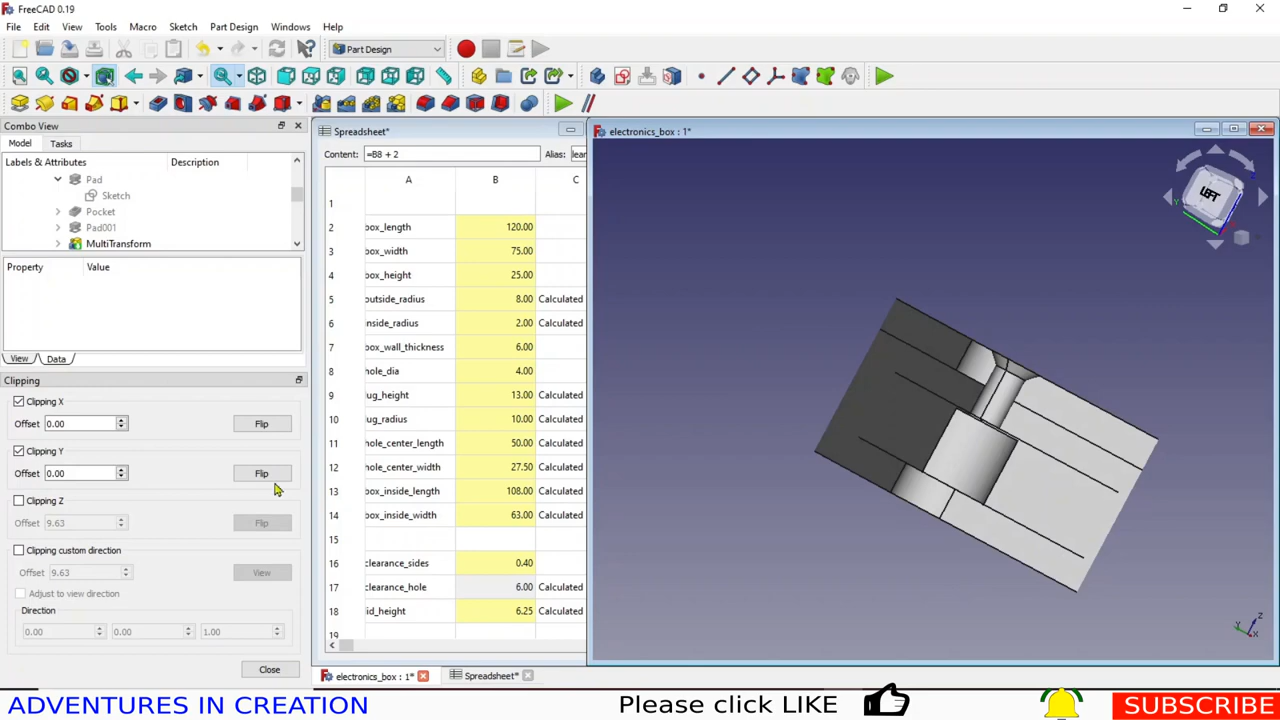 FreeCAD 0.19
File Edit View Tools Macro Sketch Part Design Windows Help
Part Design
Combo View
Model Tasks
Labels & Attributes Description
Pad
Sketch
Pocket
Pad001
MultiTransform
Property Value
View Data
Clipping
Clipping X
Offset 0.00 Flip
Clipping Y
Offset 0.00 Flip
Clipping Z
Offset 9.63 Flip
Clipping custom direction
Offset 9.63 View
Adjust to view direction
Direction
0.00 0.00 1.00
Close
Spreadsheet*
Content: =B8 + 2 Alias: lear
A B C
1
2 box_length 120.00
3 box_width 75.00
4 box_height 25.00
5 outside_radius 8.00 Calculated
6 inside_radius 2.00 Calculated
7 box_wall_thickness 6.00
8 hole_dia 4.00
9 lug_height 13.00 Calculated
10 lug_radius 10.00 Calculated
11 hole_center_length 50.00 Calculated
12 hole_center_width 27.50 Calculated
13 box_inside_length 108.00 Calculated
14 box_inside_width 63.00 Calculated
15
16 clearance_sides 0.40
17 clearance_hole 6.00 Calculated
18 lid_height 6.25 Calculated
19
electronics_box : 1*
LEFT
Y Z
Y Z X
electronics_box : 1* Spreadsheet*
ADVENTURES IN CREATION Please click LIKE SUBSCRIBE